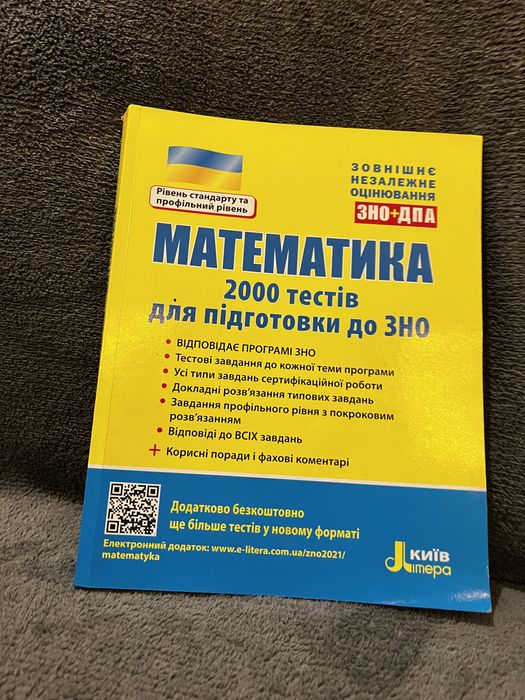 ЗОВНІШНЄ
НЕЗАЛЕЖНЕ
ОЦІНЮВАННЯ
ЗНО+ДПА
Рівень стандарту та
профільний рівень
МАТЕМАТИКА
2000 тестів
для підготовки до ЗНО
• ВІДПОВІДАЄ ПРОГРАМІ ЗНО
• Тестові завдання до кожної теми програми
• Усі типи завдань сертифікаційної роботи
• Докладні розв'язання типових завдань
• Завдання профільного рівня з покроковим
розв'язанням
• Відповіді до ВСІХ завдань
+ Корисні поради і фахові коментарі
Додатково безкоштовно
ще більше тестів у новому форматі
Електронний додаток: www.e-litera.com.ua/zno2021/
matematyka
КИЇВ
Літера